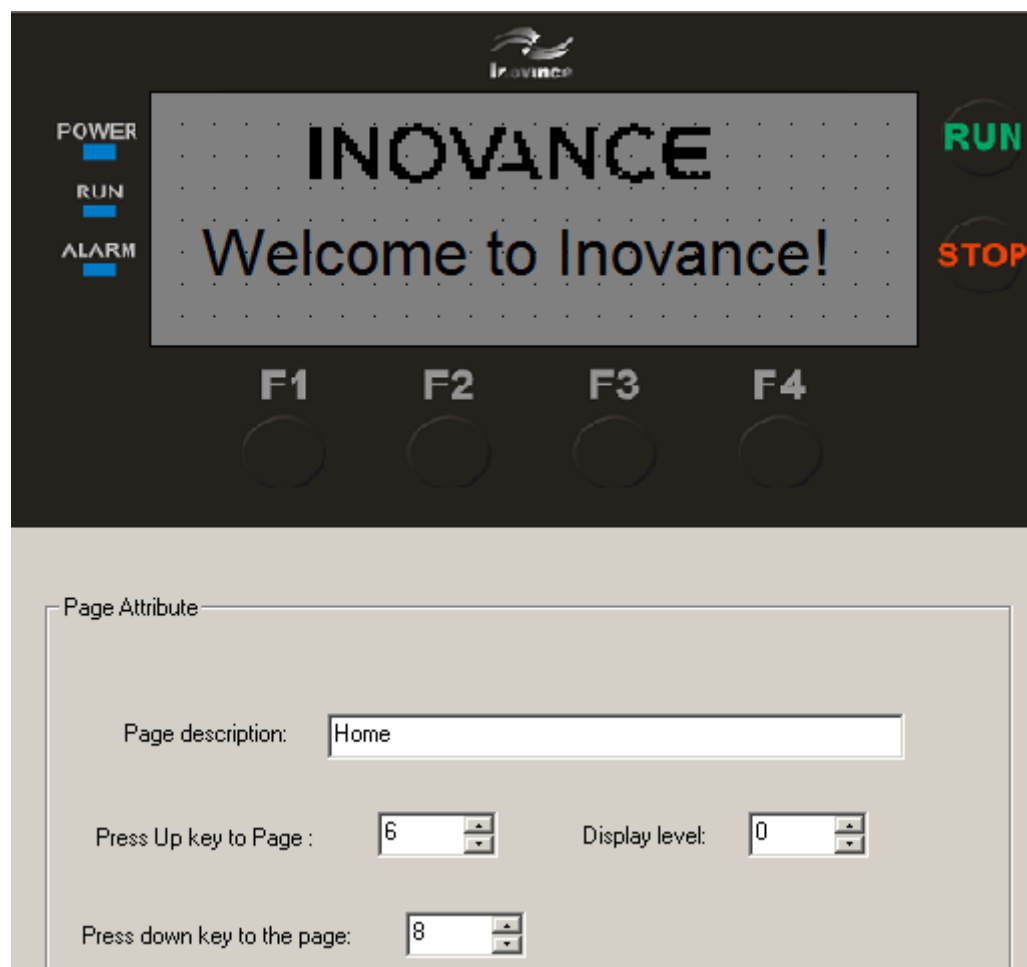 Inovance
POWER
RUN
ALARM
INOVANCE
Welcome to Inovance!
RUN
STOP
F1 F2 F3 F4
Page Attribute
Page description: Home
Press Up key to Page : 6 Display level: 0
Press down key to the page: 8